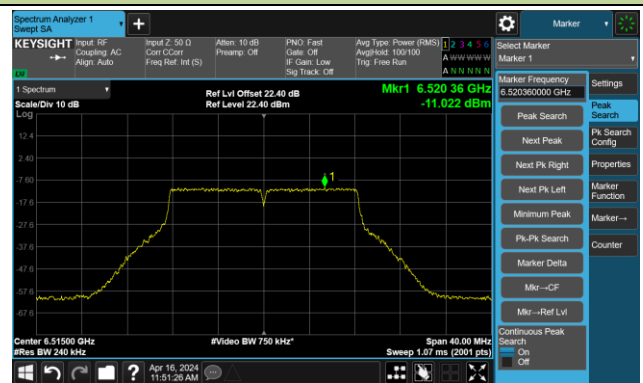 Spectrum Analyzer 1
Swept SA
Marker
KEYSIGHT
Input: RF
Coupling: AC
Align: Auto
Input Z: 50 Ω
Corr CCorr
Freq Ref: Int (S)
Atten: 10 dB
Preamp: Off
PNO: Fast
Gate: Off
IF Gain: Low
Sig Track: Off
Avg Type: Power (RMS)
Avg|Hold: 100/100
Trig: Free Run
1 2 3 4 5 6
A W W W W W
A N N N N N
LXI
Select Marker
Marker 1
1 Spectrum
Scale/Div 10 dB
Log
Ref Lvl Offset 22.40 dB
Ref Level 22.40 dBm
Mkr1 6.520 36 GHz
-11.022 dBm
Marker Frequency
6.520360000 GHz
Peak Search
Next Peak
Next Pk Right
Next Pk Left
Minimum Peak
Pk-Pk Search
Marker Delta
Mkr→CF
Mkr→Ref Lvl
Continuous Peak
Search
On
Off
Settings
Peak
Search
Pk Search
Config
Properties
Marker
Function
Marker→
Counter
12.4
2.40
-7.60
-17.6
-27.6
-37.6
-47.6
-57.6
-67.6
1
Center 6.51500 GHz
#Res BW 240 kHz
#Video BW 750 kHz*
Span 40.00 MHz
Sweep 1.07 ms (2001 pts)
?
Apr 16, 2024
11:51:26 AM